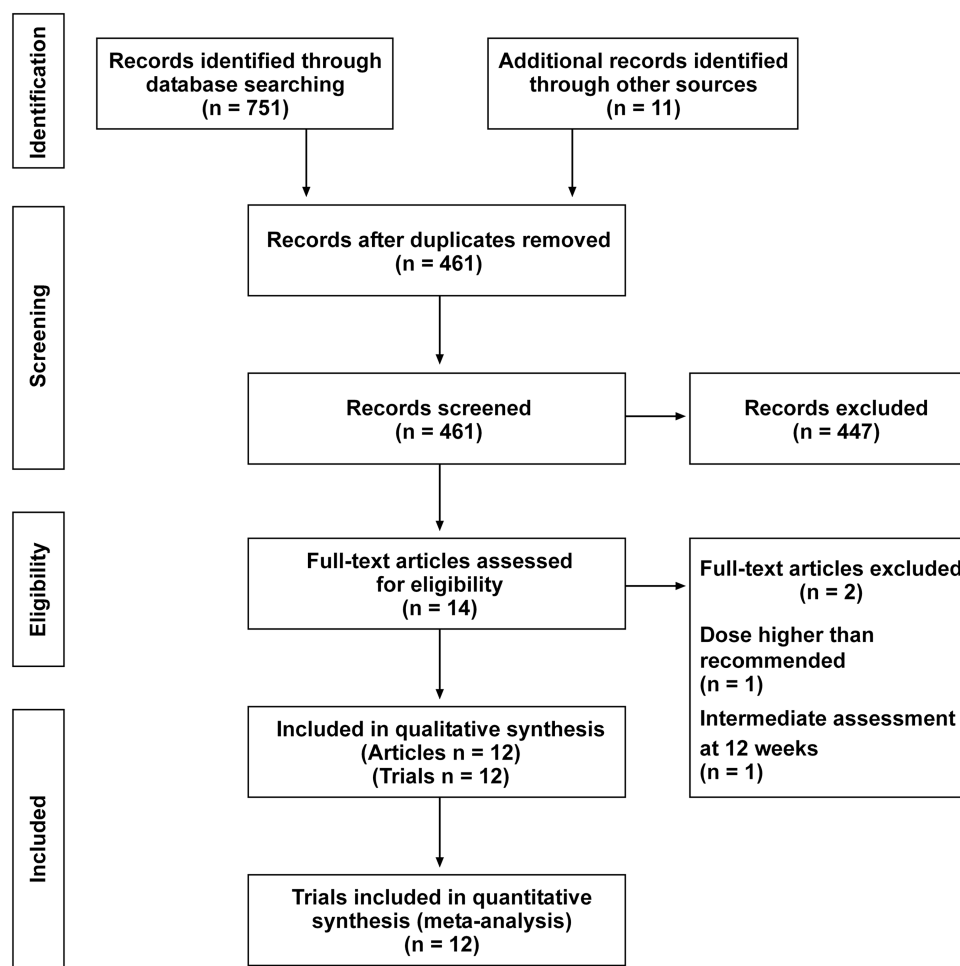 Identification
Records identified through
database searching
(n = 751)
Additional records identified
through other sources
(n = 11)
Screening
Records after duplicates removed
(n = 461)
Records screened
(n = 461)
Records excluded
(n = 447)
Eligibility
Full-text articles assessed
for eligibility
(n = 14)
Full-text articles excluded
(n = 2)
Dose higher than
recommended
(n = 1)
Intermediate assessment
at 12 weeks
(n = 1)
Included
Included in qualitative synthesis
(Articles n = 12)
(Trials n = 12)
Trials included in quantitative
synthesis (meta-analysis)
(n = 12)